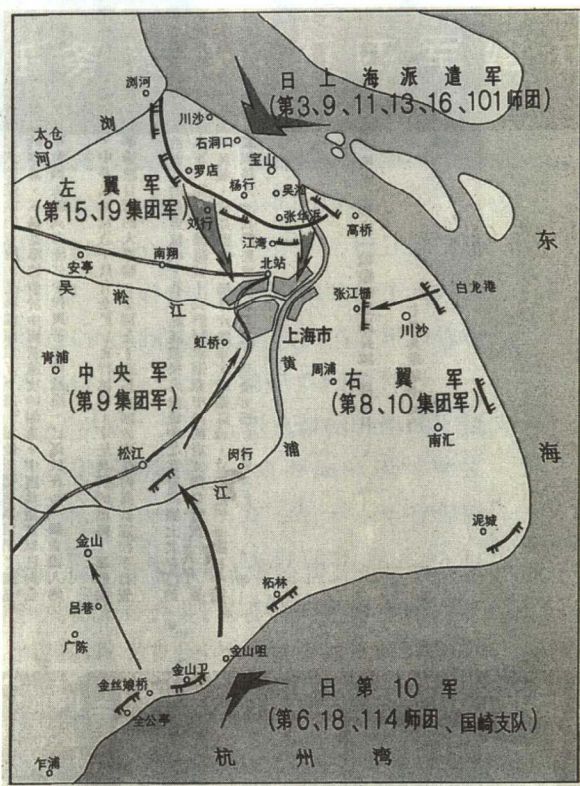 日上海派遣军
(第3、9、11、13、16、101师团)
浏河
川沙
太仓
浏河
石洞口
宝山
罗店
杨行
吴淞
左翼军
(第15、19集团军)
刘行
张华浜
高桥
江湾
南翔
北站
安亭
吴淞江
东海
白龙港
张江栅
川沙
上海市
虹桥
黄浦江
青浦
中央军
(第9集团军)
周浦
右翼军
(第8、10集团军)
南汇
松江
闵行
泥城
金山
柘林
吕巷
广陈
金山咀
金山卫
金丝娘桥
全公亭
日第10军
(第6、18、114师团、国崎支队)
杭州湾
乍浦